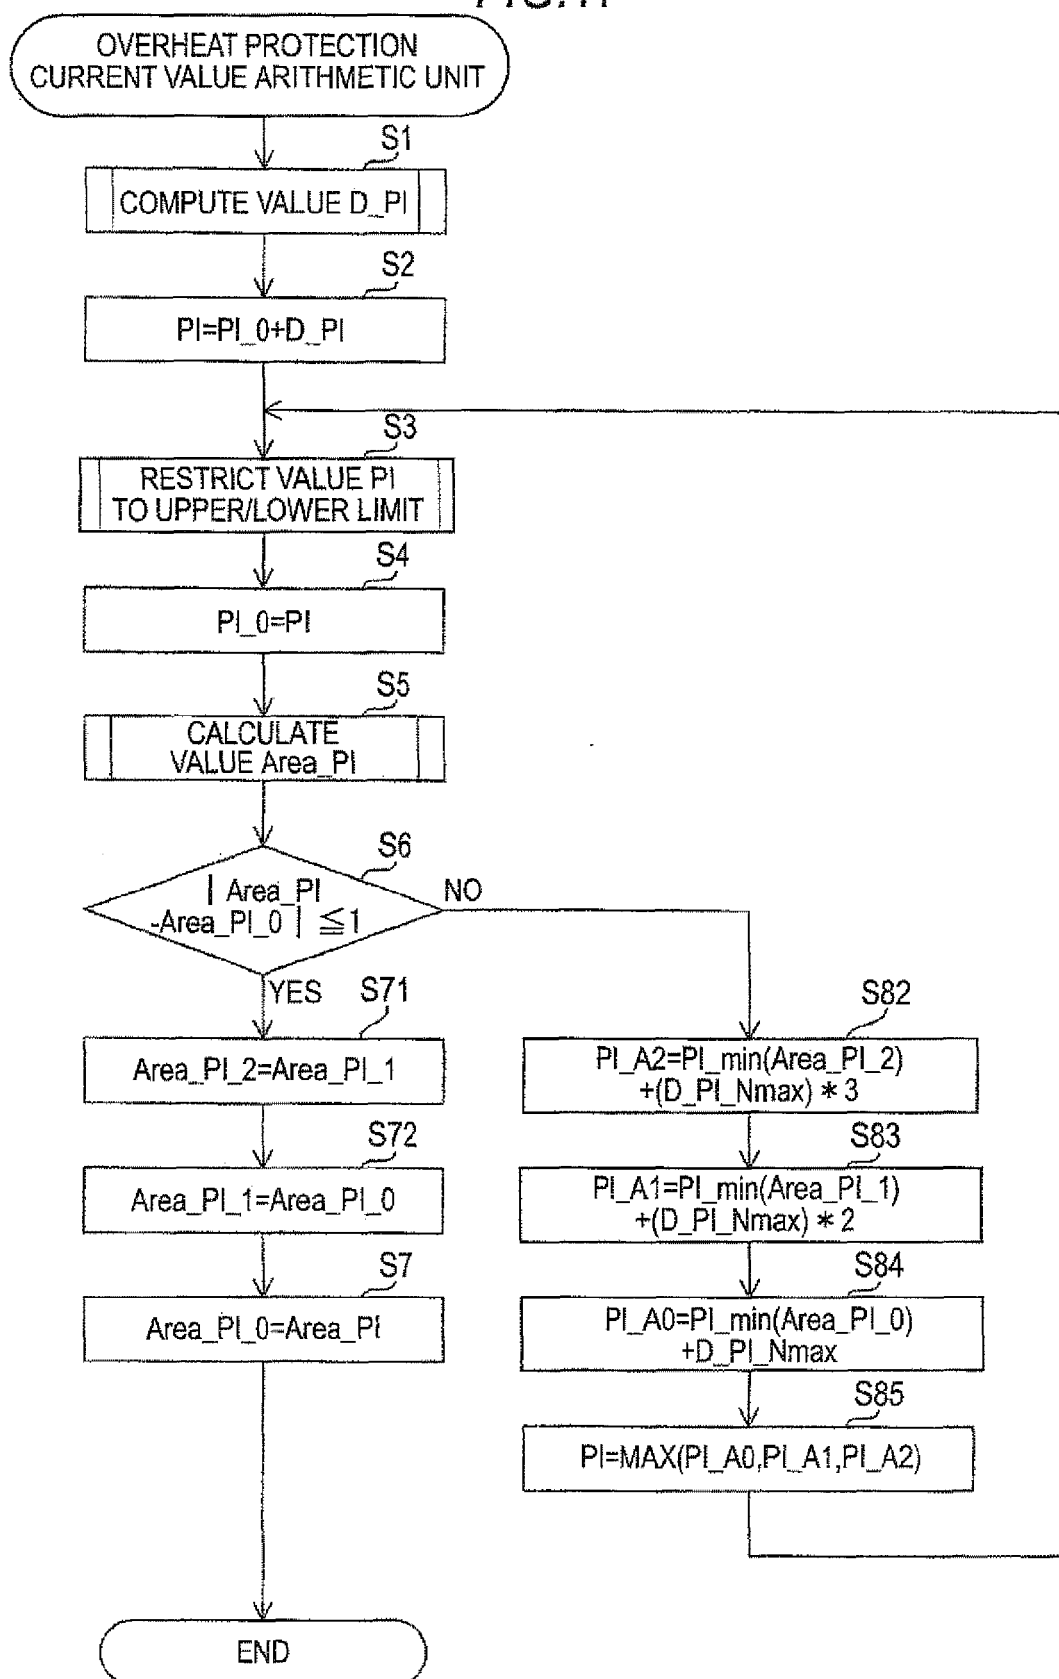 OVERHEAT PROTECTION
CURRENT VALUE ARITHMETIC UNIT
S1
COMPUTE VALUE D_PI
S2
PI=PI_0+D_PI
S3
RESTRICT VALUE PI
TO UPPER/LOWER LIMIT
S4
PI_0=PI
S5
CALCULATE
VALUE Area_PI
S6
| Area_PI
-Area_PI_0 | ≦1
NO
YES
S71
Area_PI_2=Area_PI_1
S72
Area_PI_1=Area_PI_0
S7
Area_PI_0=Area_PI
S82
PI_A2=PI_min(Area_PI_2)
+(D_PI_Nmax)*3
S83
PI_A1=PI_min(Area_PI_1)
+(D_PI_Nmax)*2
S84
PI_A0=PI_min(Area_PI_0)
+D_PI_Nmax
S85
PI=MAX(PI_A0,PI_A1,PI_A2)
END